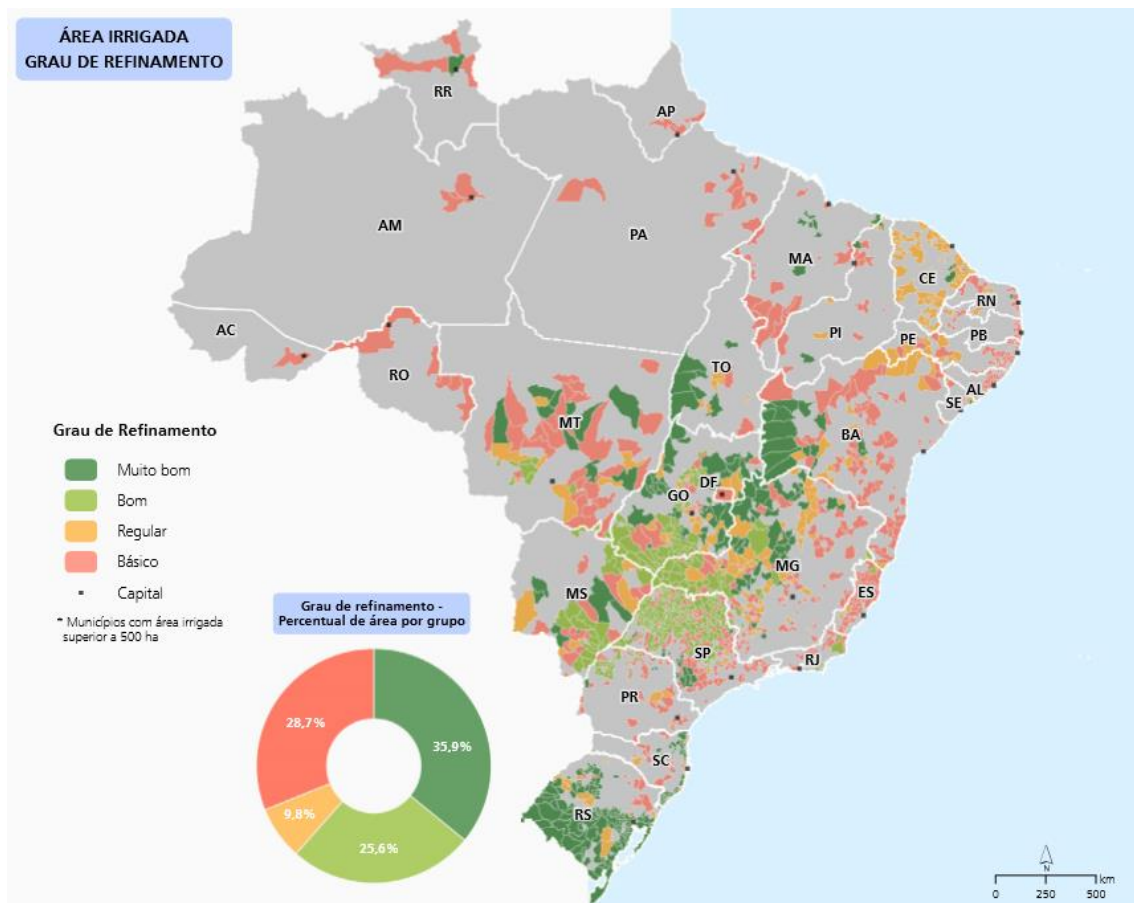 ÁREA IRRIGADA
GRAU DE REFINAMENTO
RR
AP
AM
PA
MA
CE
RN
PB
PI
PE
AC
TO
AL
SE
RO
BA
MT
DF
GO
MG
ES
MS
SP
RJ
PR
SC
RS
Grau de Refinamento
Muito bom
Bom
Regular
Básico
Capital
* Municípios com área irrigada
superior a 500 ha
Grau de refinamento -
Percentual de área por grupo
28,7%
35,9%
9,8%
25,6%
N
km
0 250 500